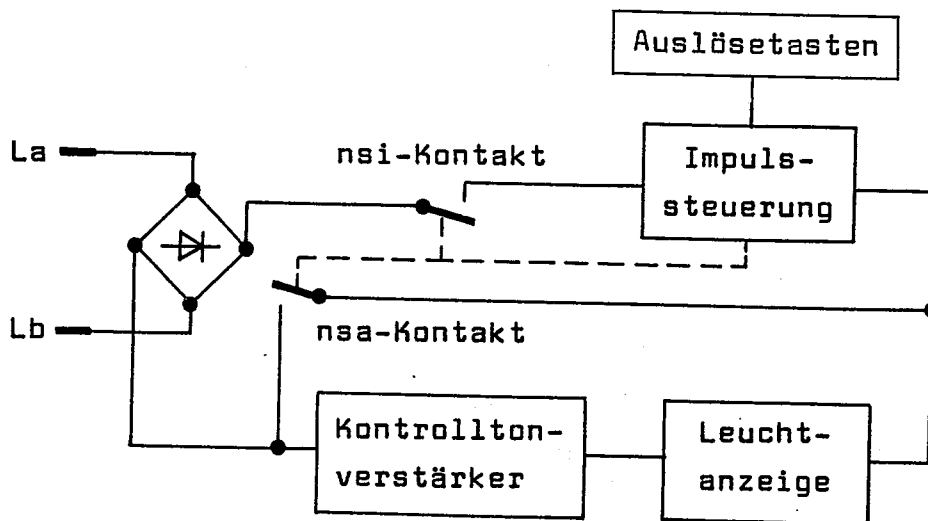 Auslösetasten
La
nsi-Kontakt
Impuls-
steuerung
Lb
nsa-Kontakt
Kontrollton-
verstärker
Leucht-
anzeige